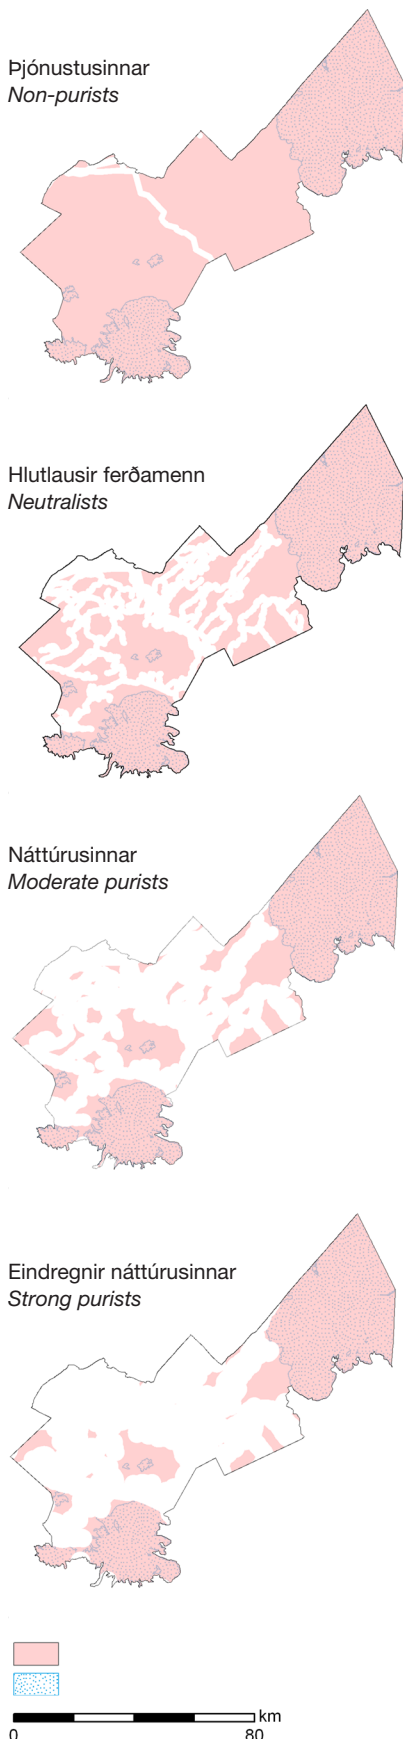 Þjónustusinnar
Non-purists
Hlutlausir ferðamenn
Neutralists
Náttúrusinnar
Moderate purists
Eindregnir náttúrusinnar
Strong purists
km
0 80